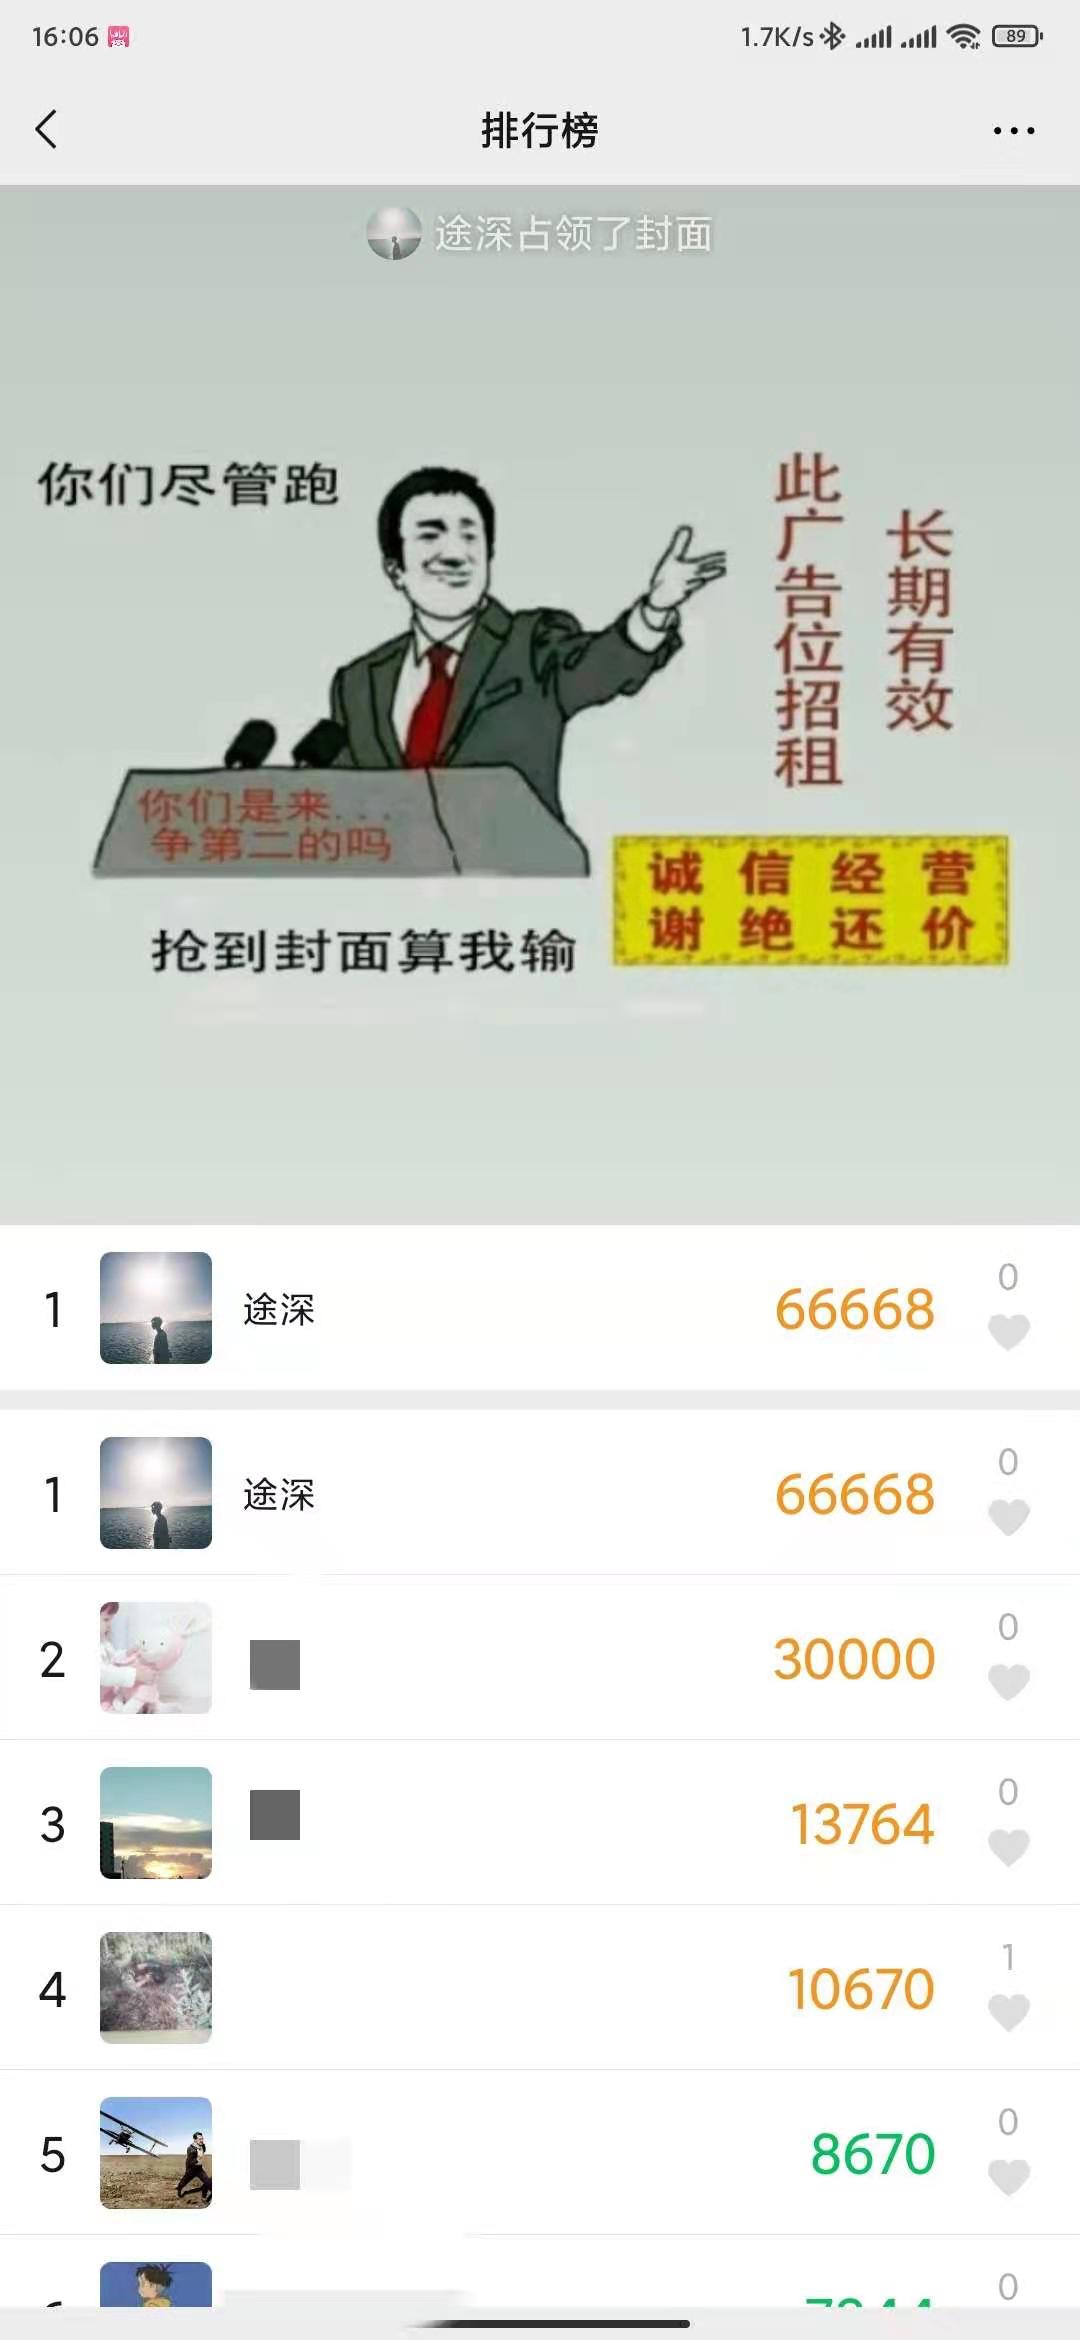 16:06
1.7K/s
89
排行榜
途深占领了封面
你们尽管跑
此广告位招租
长期有效
你们是来...
争第二的吗
诚信经营
谢绝还价
抢到封面算我输
1
途深
66668
0
1
途深
66668
0
2
30000
0
3
13764
0
4
10670
1
5
8670
0
0